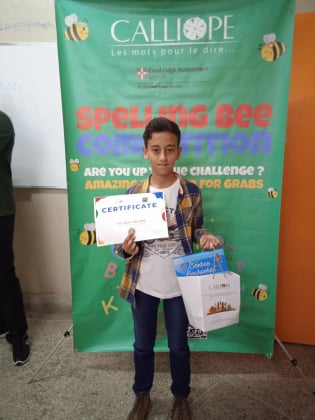 CALLIOPE
Les mots pour le dire...
Cambridge Assessment
English
SPELLING BEE
COMPETITION
ARE YOU UP THE CHALLENGE ?
AMAZING FOR GRABS
CERTIFICATE
CALLIOPE
B
K